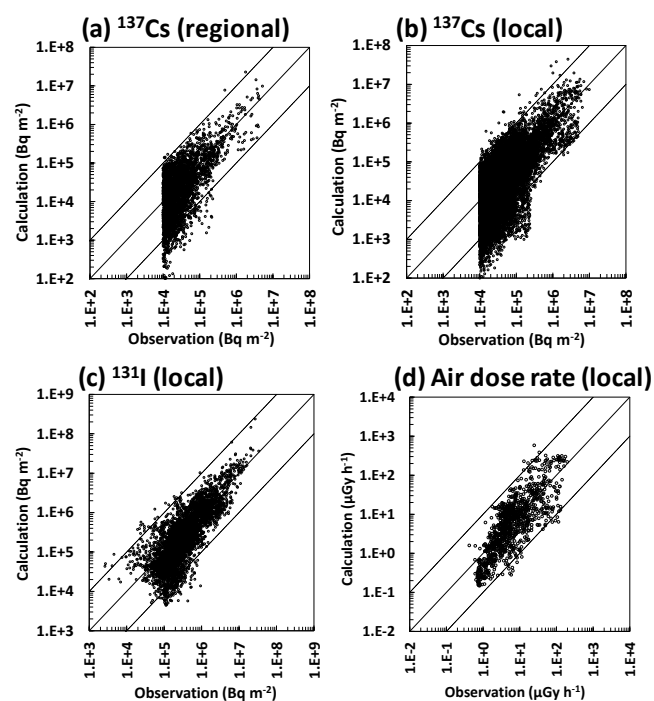 (a) ¹³⁷Cs (regional)
1.E+8
1.E+7
1.E+6
1.E+5
1.E+4
1.E+3
1.E+2
Calculation (Bq m⁻²)
1.E+2
1.E+3
1.E+4
1.E+5
1.E+6
1.E+7
1.E+8
Observation (Bq m⁻²)
(b) ¹³⁷Cs (local)
1.E+8
1.E+7
1.E+6
1.E+5
1.E+4
1.E+3
1.E+2
Calculation (Bq m⁻²)
1.E+2
1.E+3
1.E+4
1.E+5
1.E+6
1.E+7
1.E+8
Observation (Bq m⁻²)
(c) ¹³¹I (local)
1.E+9
1.E+8
1.E+7
1.E+6
1.E+5
1.E+4
1.E+3
Calculation (Bq m⁻²)
1.E+3
1.E+4
1.E+5
1.E+6
1.E+7
1.E+8
1.E+9
Observation (Bq m⁻²)
(d) Air dose rate (local)
1.E+4
1.E+3
1.E+2
1.E+1
1.E+0
1.E-1
1.E-2
Calculation (μGy h⁻¹)
1.E-2
1.E-1
1.E+0
1.E+1
1.E+2
1.E+3
1.E+4
Observation (μGy h⁻¹)